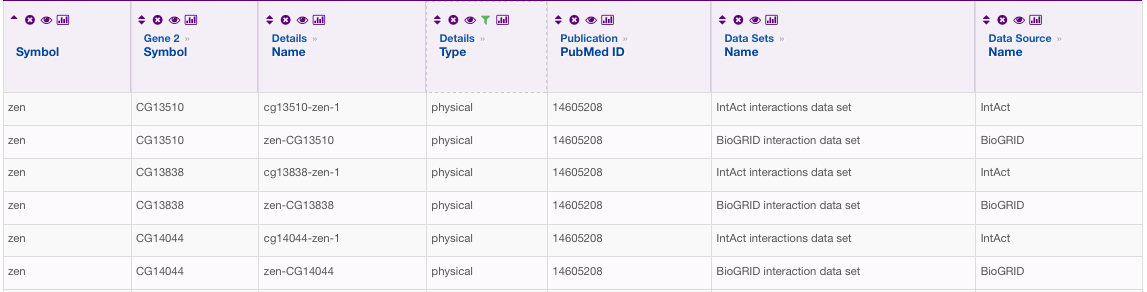 Gene 2 » Details » Details » Publication » Data Sets » Data Source »
Symbol Symbol Name Type PubMed ID Name Name
zen CG13510 cg13510-zen-1 physical 14605208 IntAct interactions data set IntAct
zen CG13510 zen-CG13510 physical 14605208 BioGRID interaction data set BioGRID
zen CG13838 cg13838-zen-1 physical 14605208 IntAct interactions data set IntAct
zen CG13838 zen-CG13838 physical 14605208 BioGRID interaction data set BioGRID
zen CG14044 cg14044-zen-1 physical 14605208 IntAct interactions data set IntAct
zen CG14044 zen-CG14044 physical 14605208 BioGRID interaction data set BioGRID